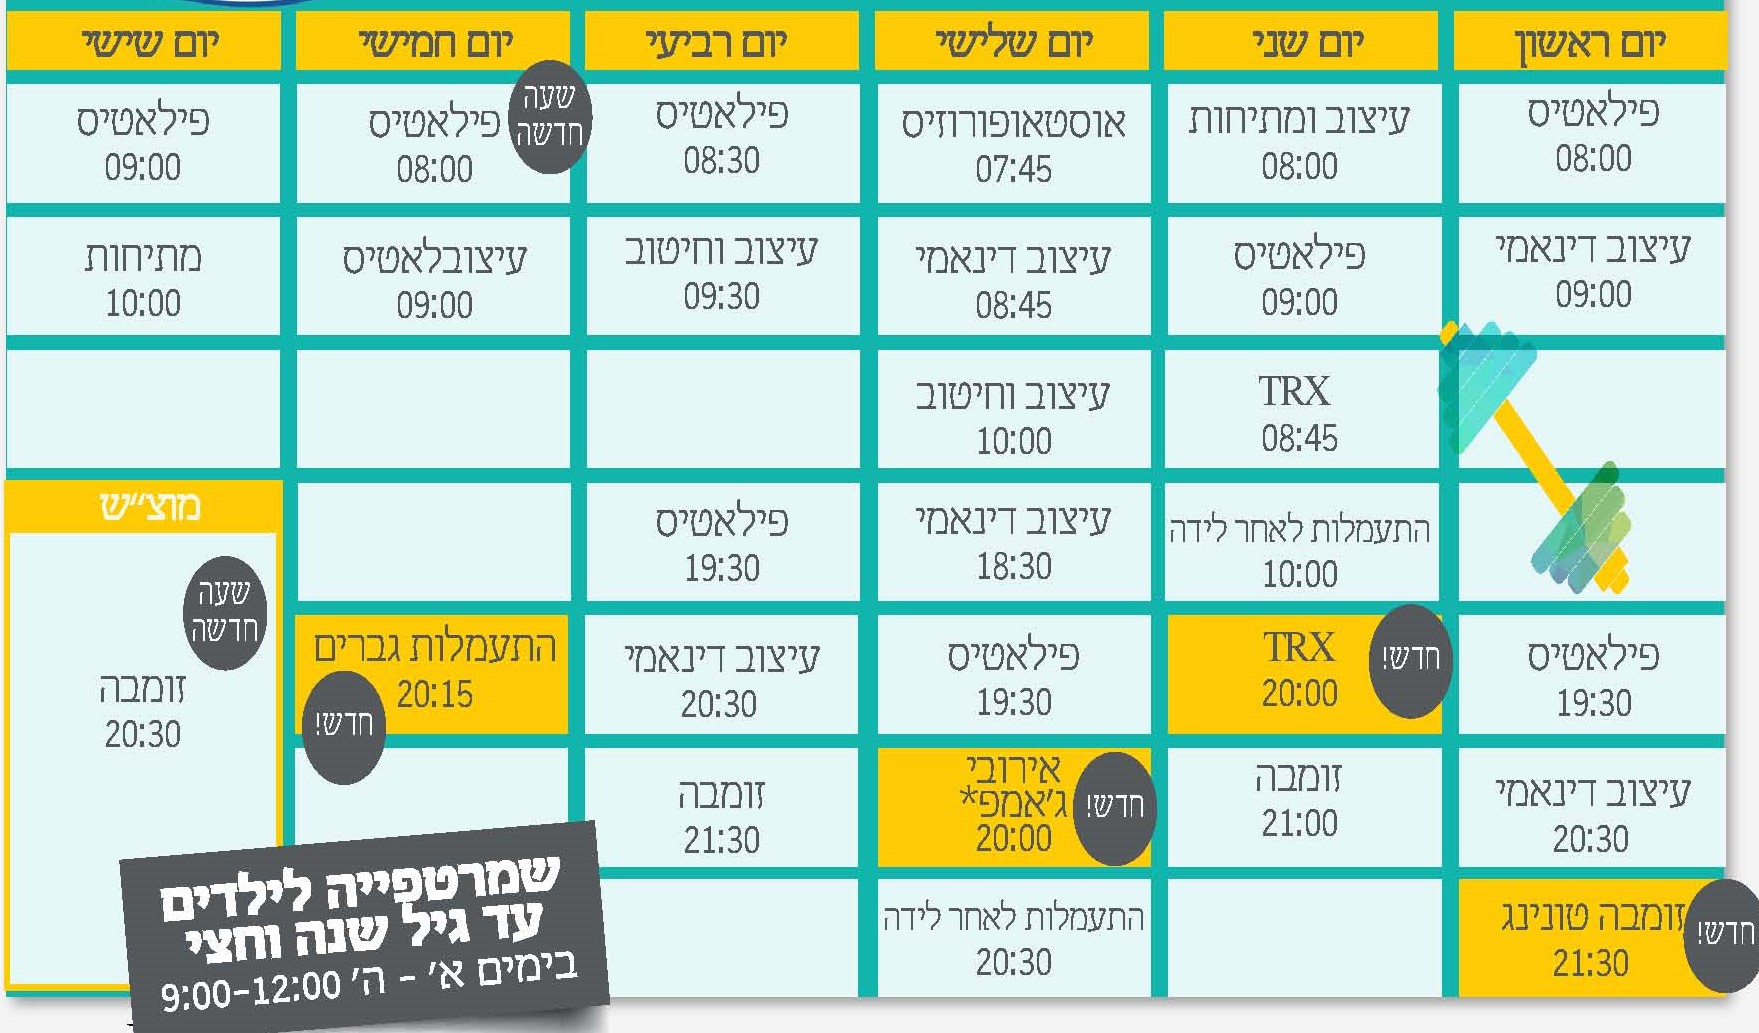 יום ראשון
יום שני
יום שלישי
יום רביעי
יום חמישי
יום שישי
פילאטיס
08:00
עיצוב ומתיחות
08:00
אוסטאופורוזיס
07:45
פילאטיס
08:30
שעה
חדשה
פילאטיס
08:00
פילאטיס
09:00
עיצוב דינאמי
09:00
פילאטיס
09:00
עיצוב דינאמי
08:45
עיצוב וחיטוב
09:30
עיצובלאטיס
09:00
מתיחות
10:00
TRX
08:45
עיצוב וחיטוב
10:00
התעמלות לאחר לידה
10:00
עיצוב דינאמי
18:30
פילאטיס
19:30
מוצ״ש
שעה
חדשה
זומבה
20:30
פילאטיס
19:30
חדש!
TRX
20:00
פילאטיס
19:30
עיצוב דינאמי
20:30
התעמלות גברים
20:15
חדש!
עיצוב דינאמי
20:30
זומבה
21:00
חדש!
אירובי
ג'אמפ*
20:00
זומבה
21:30
חדש!
זומבה טונינג
21:30
התעמלות לאחר לידה
20:30
שמרטפייה לילדים
עד גיל שנה וחצי
בימים א' - ה' 9:00-12:00